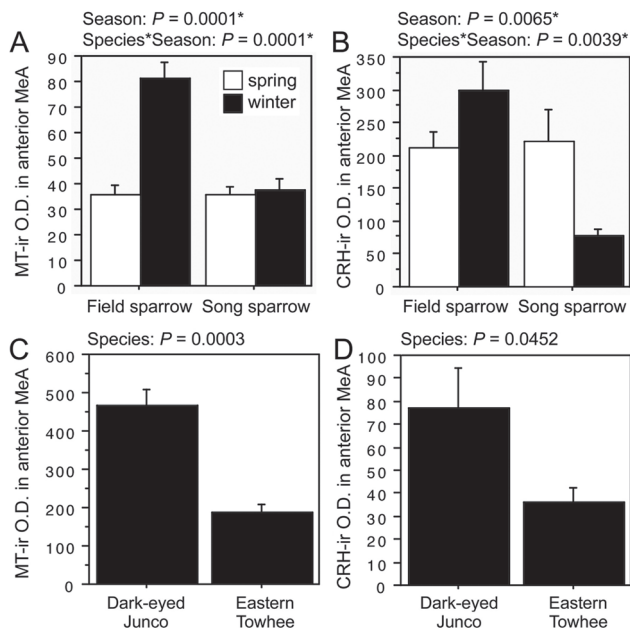 Season: P = 0.0001*
Species*Season: P = 0.0001*
A
MT-ir O.D. in anterior MeA
90
80
70
60
50
40
30
20
10
0
spring
winter
Field sparrow
Song sparrow
Season: P = 0.0065*
Species*Season: P = 0.0039*
B
CRH-ir O.D. in anterior MeA
350
300
250
200
150
100
50
0
Field sparrow
Song sparrow
C
Species: P = 0.0003
MT-ir O.D. in anterior MeA
600
500
400
300
200
100
0
Dark-eyed
Junco
Eastern
Towhee
D
Species: P = 0.0452
CRH-ir O.D. in anterior MeA
100
90
80
70
60
50
40
30
20
10
0
Dark-eyed
Junco
Eastern
Towhee